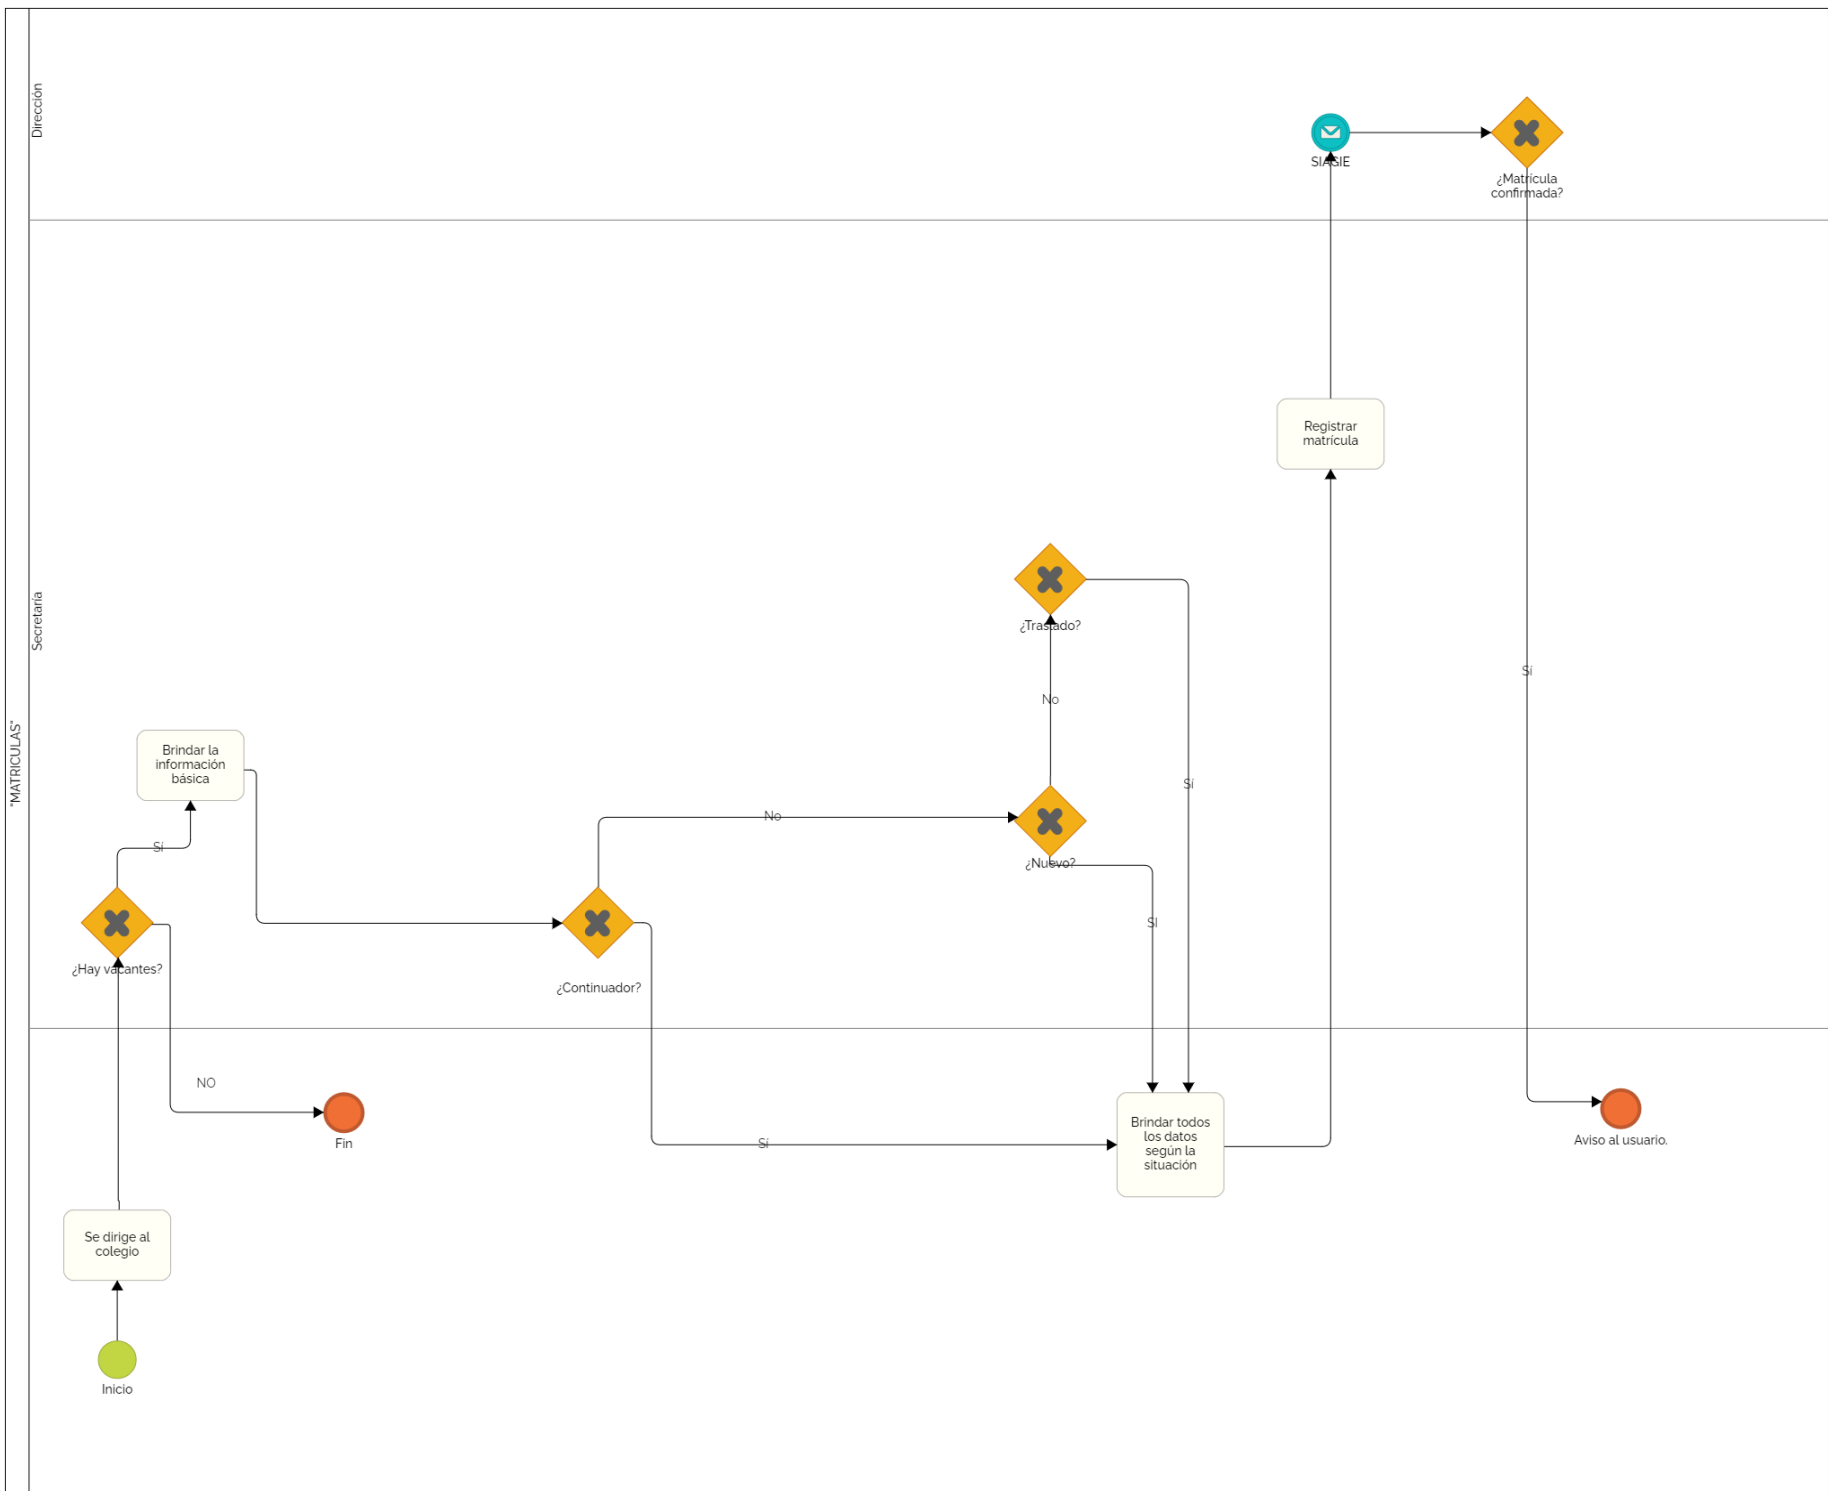 "MATRICULAS"
Dirección
SIAGIE
¿Matrícula
confirmada?
Secretaría
Registrar
matrícula
¿Traslado?
No
Sí
Sí
Brindar la
información
básica
Sí
No
¿Nuevo?
SI
¿Hay vacantes?
¿Continuador?
NO
Fin
Sí
Brindar todos
los datos
según la
situación
Aviso al usuario.
Se dirige al
colegio
Inicio